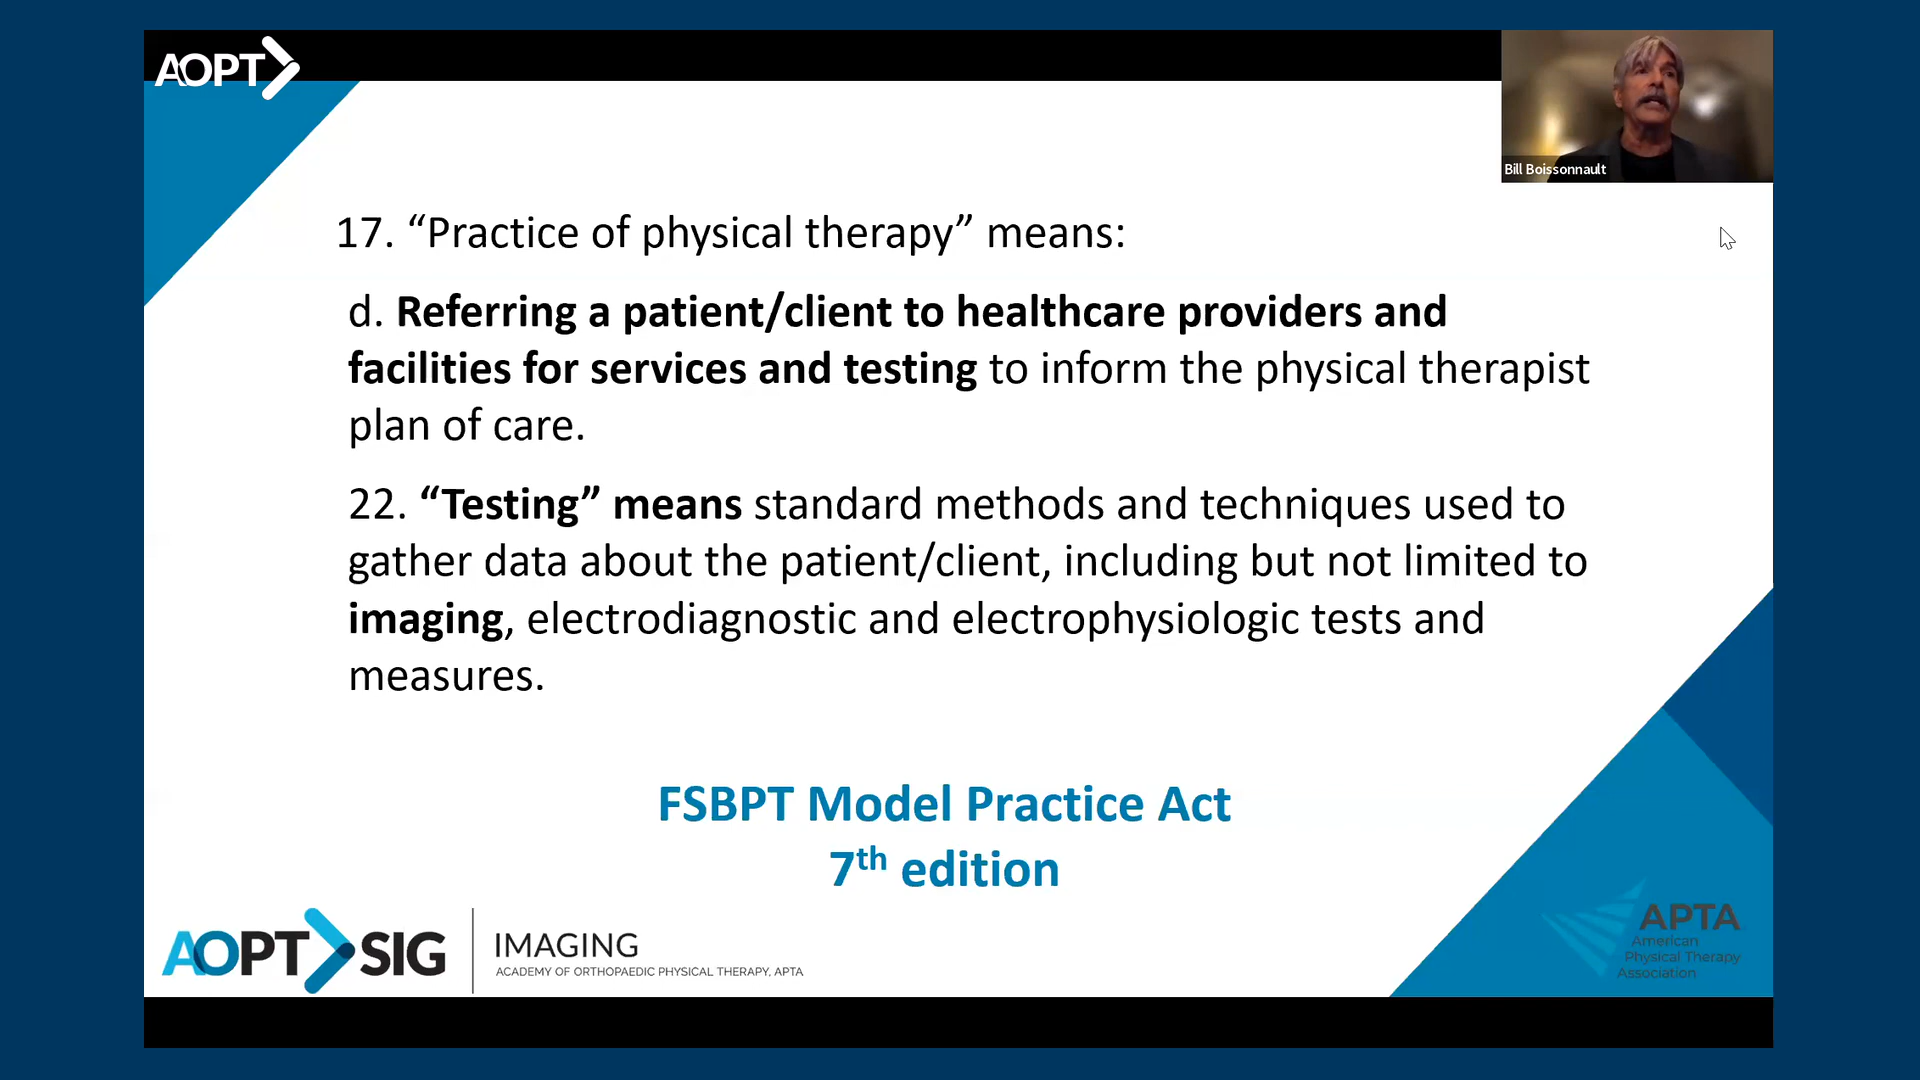 AOPT
Bill Boissonnault
17. “Practice of physical therapy” means:
d. Referring a patient/client to healthcare providers and
facilities for services and testing to inform the physical therapist
plan of care.
22. “Testing” means standard methods and techniques used to
gather data about the patient/client, including but not limited to
imaging, electrodiagnostic and electrophysiologic tests and
measures.
FSBPT Model Practice Act
7th edition
AOPT SIG
IMAGING
ACADEMY OF ORTHOPAEDIC PHYSICAL THERAPY, APTA
APTA
American
Physical Therapy
Association